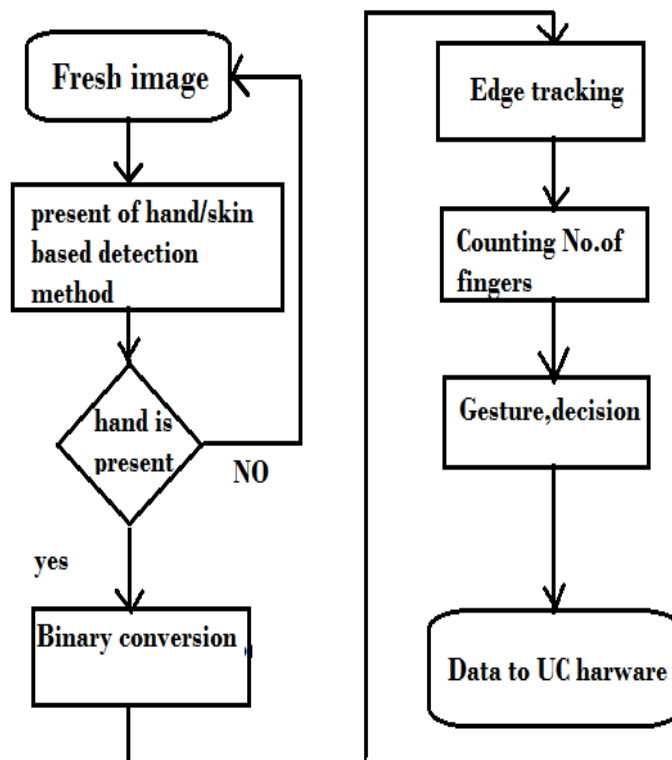 Fresh image
present of hand/skin
based detection
method
hand is
present
NO
yes
Binary conversion
Edge tracking
Counting No.of
fingers
Gesture,decision
Data to UC harware